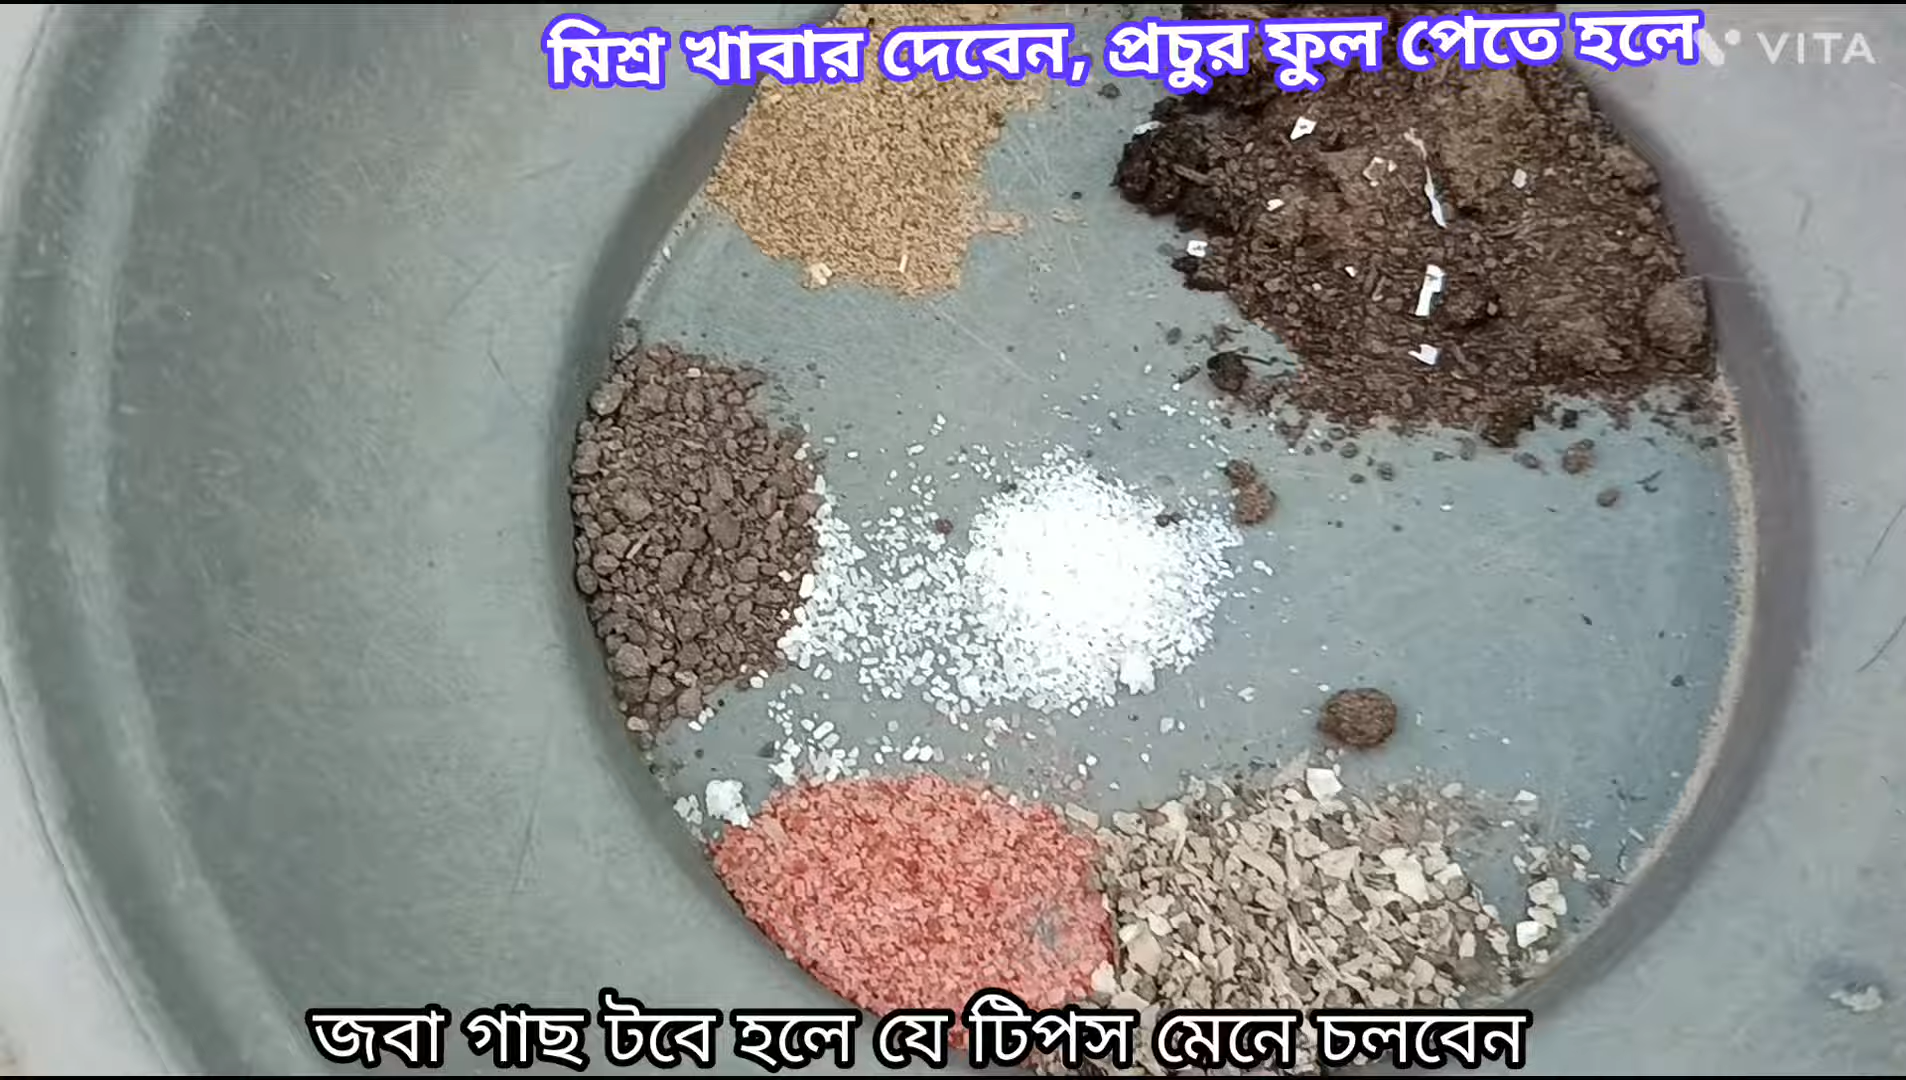 মিশ্র খাবার দেবেন, প্রচুর ফুল পেতে হলে
VITA
জবা গাছ টবে হলে যে টিপস মেনে চলবেন